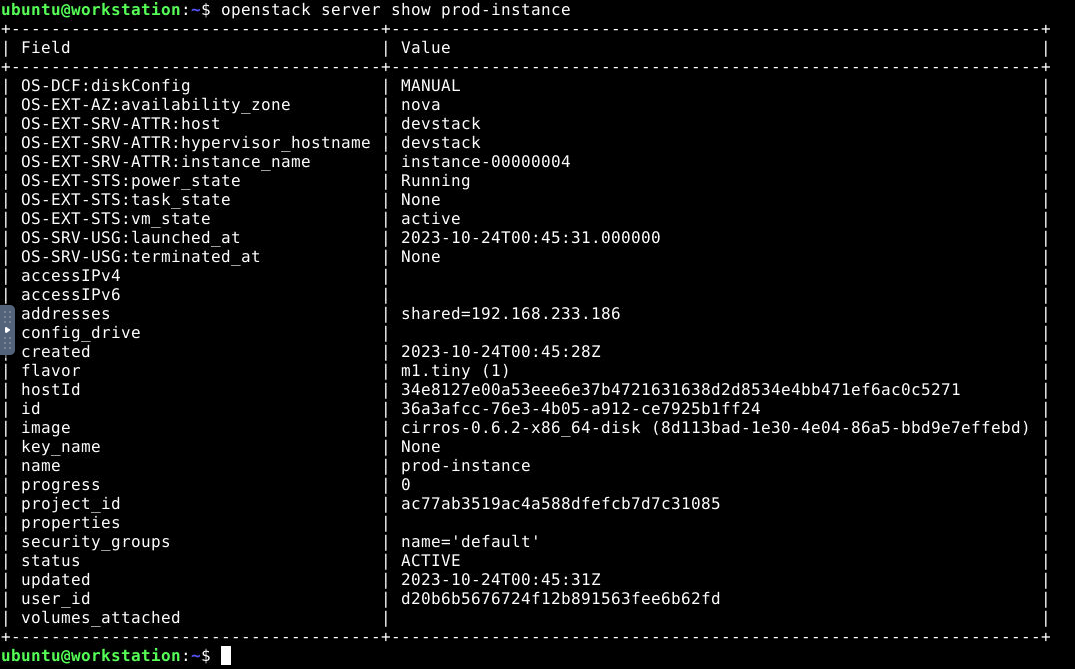 ubuntu@workstation:~$ openstack server show prod-instance
+-------------------------------------+-----------------------------------------------------------------+
| Field                               | Value                                                           |
+-------------------------------------+-----------------------------------------------------------------+
| OS-DCF:diskConfig                   | MANUAL                                                          |
| OS-EXT-AZ:availability_zone         | nova                                                            |
| OS-EXT-SRV-ATTR:host                | devstack                                                        |
| OS-EXT-SRV-ATTR:hypervisor_hostname | devstack                                                        |
| OS-EXT-SRV-ATTR:instance_name       | instance-00000004                                               |
| OS-EXT-STS:power_state              | Running                                                         |
| OS-EXT-STS:task_state               | None                                                            |
| OS-EXT-STS:vm_state                 | active                                                          |
| OS-SRV-USG:launched_at              | 2023-10-24T00:45:31.000000                                      |
| OS-SRV-USG:terminated_at            | None                                                            |
| accessIPv4                          |                                                                 |
| accessIPv6                          |                                                                 |
| addresses                           | shared=192.168.233.186                                          |
| config_drive                        |                                                                 |
| created                             | 2023-10-24T00:45:28Z                                            |
| flavor                              | m1.tiny (1)                                                     |
| hostId                              | 34e8127e00a53eee6e37b4721631638d2d8534e4bb471ef6ac0c5271        |
| id                                  | 36a3afcc-76e3-4b05-a912-ce7925b1ff24                            |
| image                               | cirros-0.6.2-x86_64-disk (8d113bad-1e30-4e04-86a5-bbd9e7effebd) |
| key_name                            | None                                                            |
| name                                | prod-instance                                                   |
| progress                            | 0                                                               |
| project_id                          | ac77ab3519ac4a588dfefcb7d7c31085                                |
| properties                          |                                                                 |
| security_groups                     | name='default'                                                  |
| status                              | ACTIVE                                                          |
| updated                             | 2023-10-24T00:45:31Z                                            |
| user_id                             | d20b6b5676724f12b891563fee6b62fd                                |
| volumes_attached                    |                                                                 |
+-------------------------------------+-----------------------------------------------------------------+
ubuntu@workstation:~$